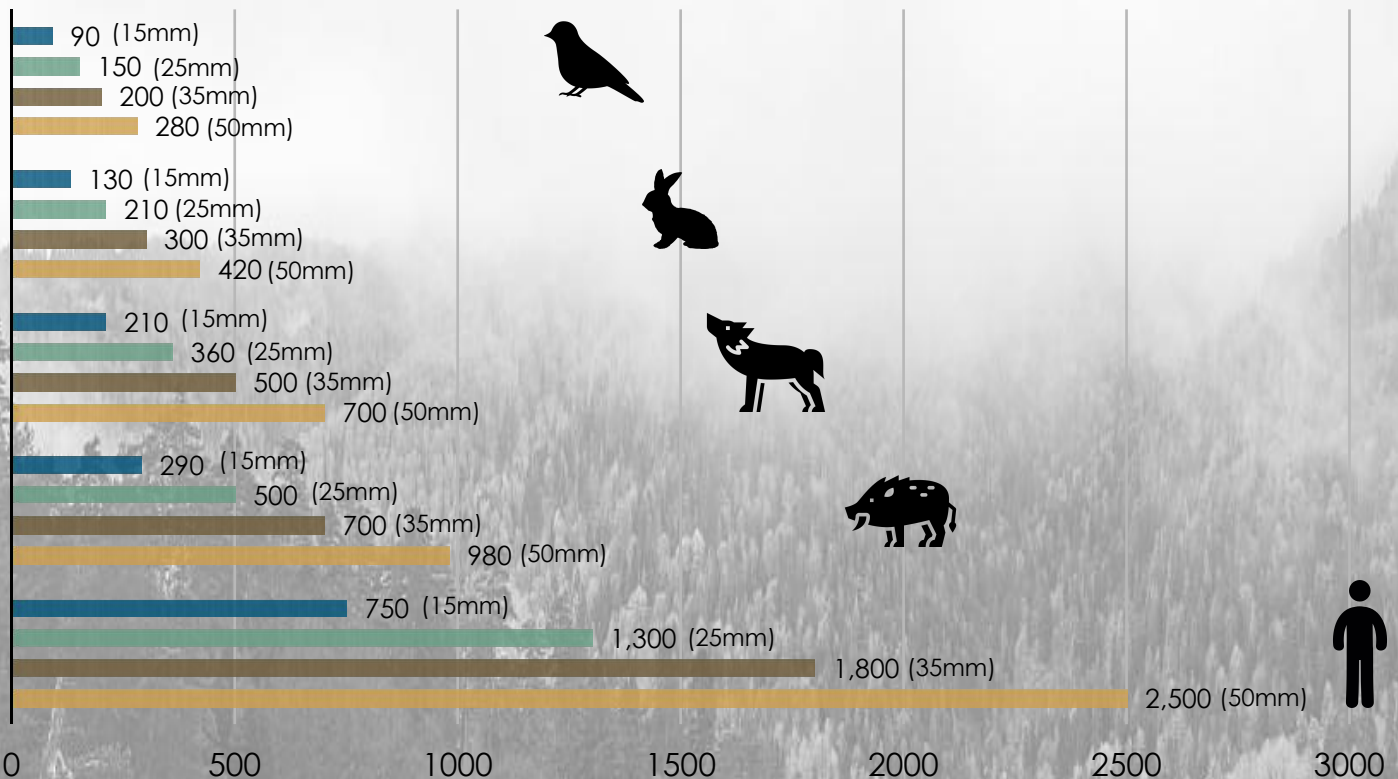 90 (15mm)
150 (25mm)
200 (35mm)
280 (50mm)
130 (15mm)
210 (25mm)
300 (35mm)
420 (50mm)
210 (15mm)
360 (25mm)
500 (35mm)
700 (50mm)
290 (15mm)
500 (25mm)
700 (35mm)
980 (50mm)
750 (15mm)
1,300 (25mm)
1,800 (35mm)
2,500 (50mm)
0 500 1000 1500 2000 2500 3000